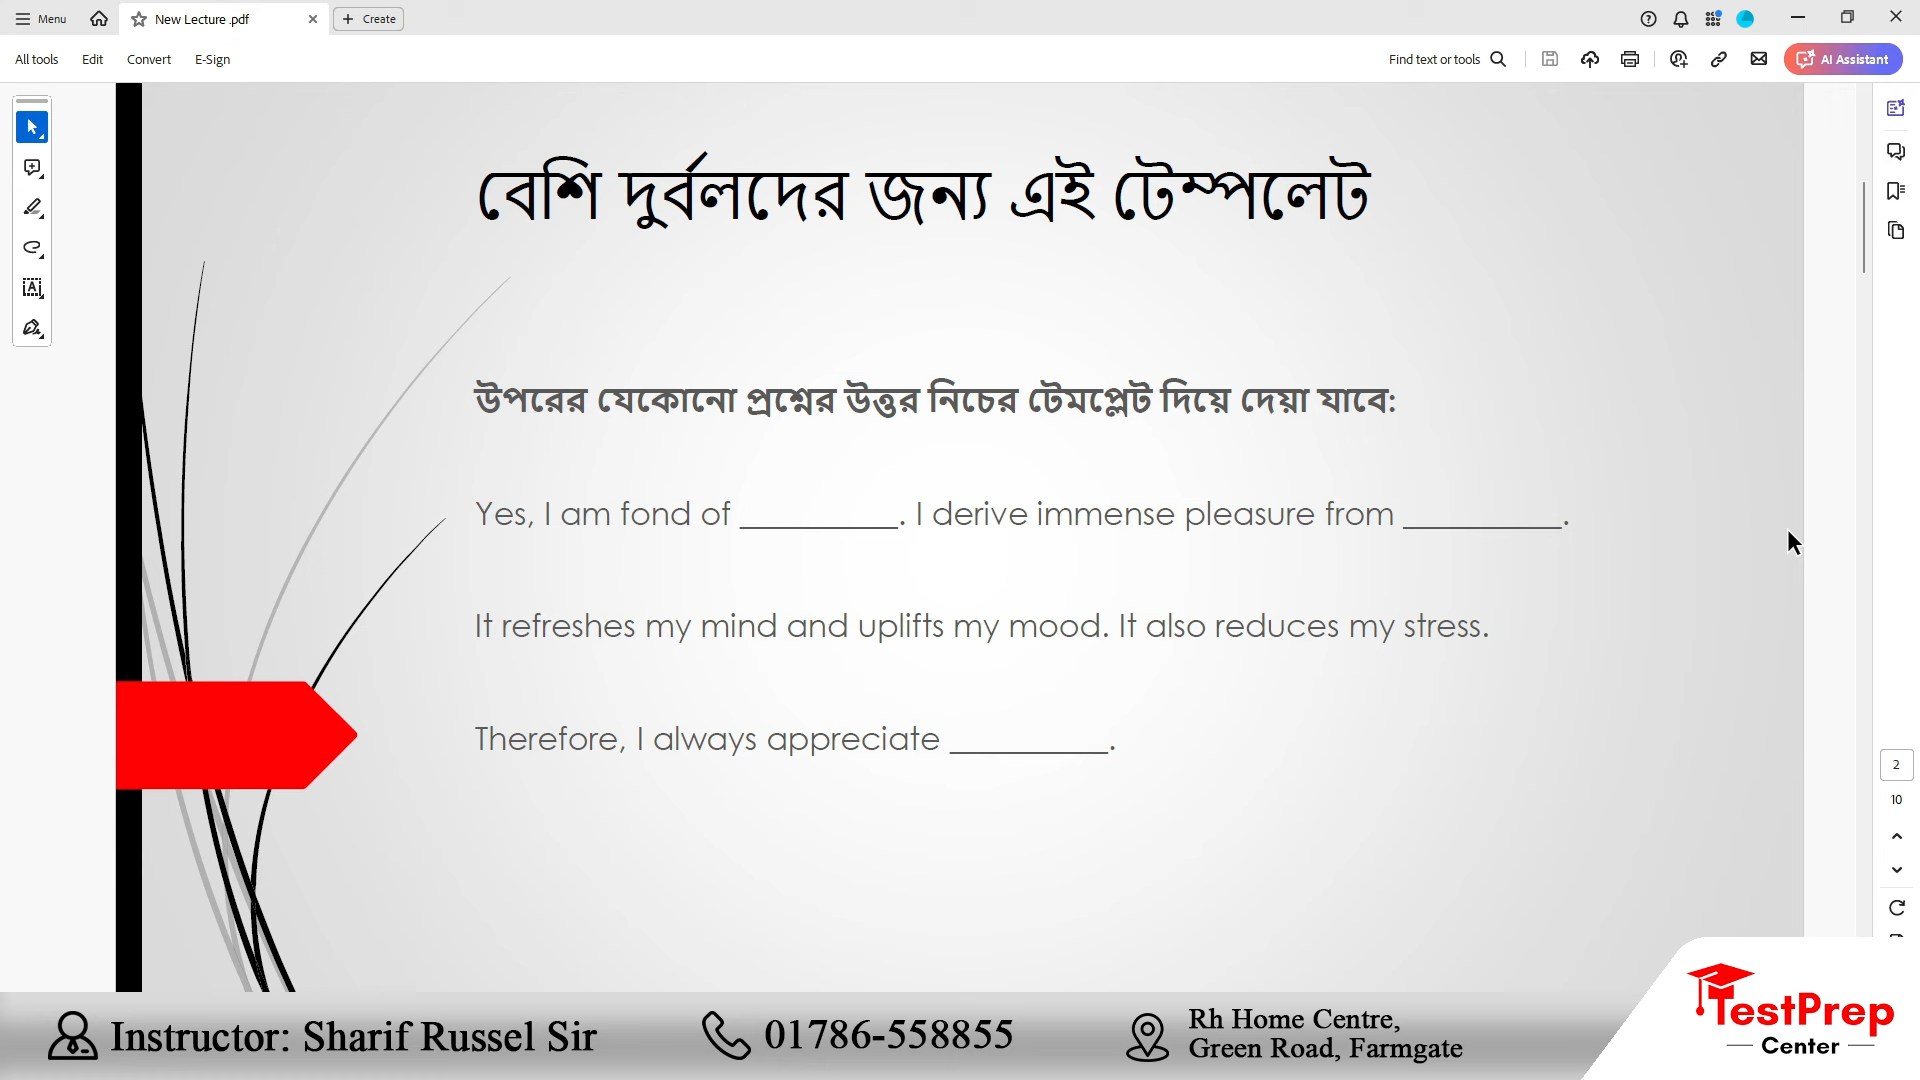 Menu
New Lecture .pdf
Create
All tools
Edit
Convert
E-Sign
Find text or tools
AI Assistant
বেশি দুর্বলদের জন্য এই টেম্পলেট
উপরের যেকোনো প্রশ্নের উত্তর নিচের টেমপ্লেট দিয়ে দেয়া যাবে:
Yes, I am fond of __________. I derive immense pleasure from __________.
It refreshes my mind and uplifts my mood. It also reduces my stress.
Therefore, I always appreciate __________.
2
10
Instructor: Sharif Russel Sir
01786-558855
Rh Home Centre,
Green Road, Farmgate
TestPrep
Center